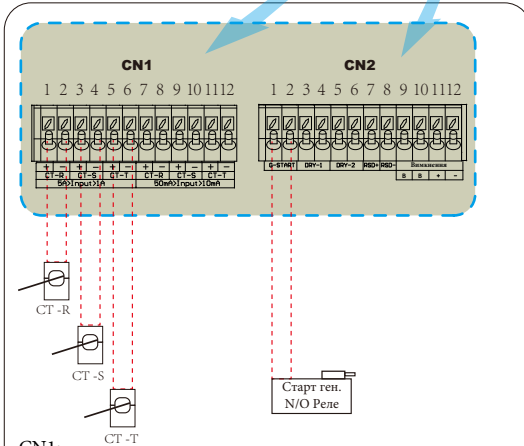 CN1 CN2
1 2 3 4 5 6 7 8 9 10 11 12 1 2 3 4 5 6 7 8 9 10 11 12
+ - + - + - + - + - + - G-START DRY-1 DRY-2 RSD+ RSD- Вимкнення
CT-R CT-S CT-T CT-R CT-S CT-T B B + -
5A>Input>1A 50mA>Input>10mA
CT -R
CT -S
Старт ген.
N/O Реле
CT -T
CN1: